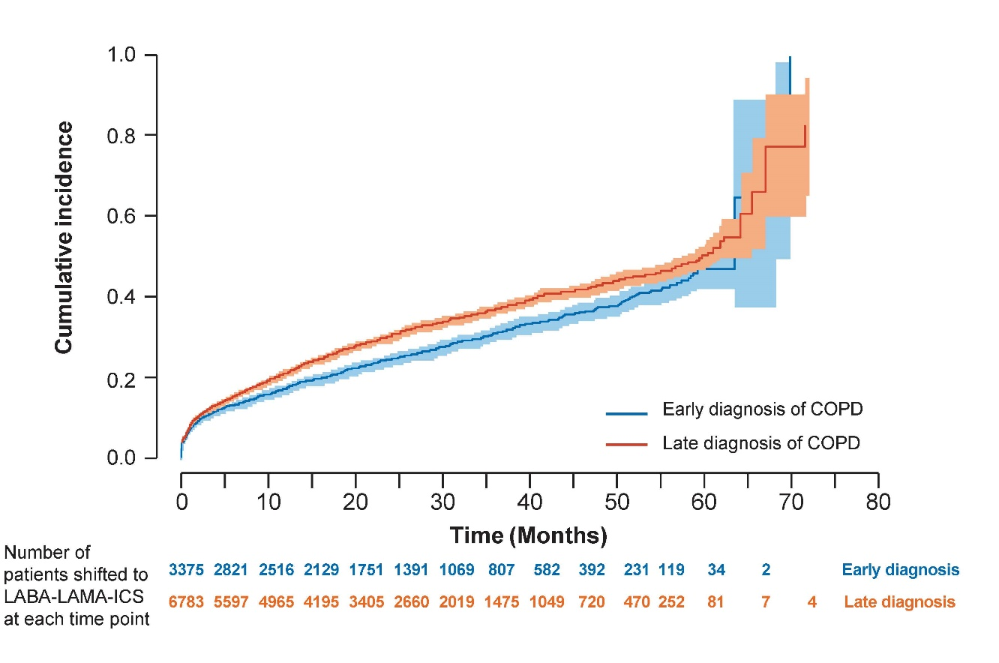 1.0
0.8
0.6
0.4
0.2
0.0
Cumulative incidence
Early diagnosis of COPD
Late diagnosis of COPD
0 10 20 30 40 50 60 70 80
Time (Months)
Number of
patients shifted to
LABA-LAMA-ICS
at each time point
3375 2821 2516 2129 1751 1391 1069 807 582 392 231 119 34 2 Early diagnosis
6783 5597 4965 4195 3405 2660 2019 1475 1049 720 470 252 81 7 4 Late diagnosis